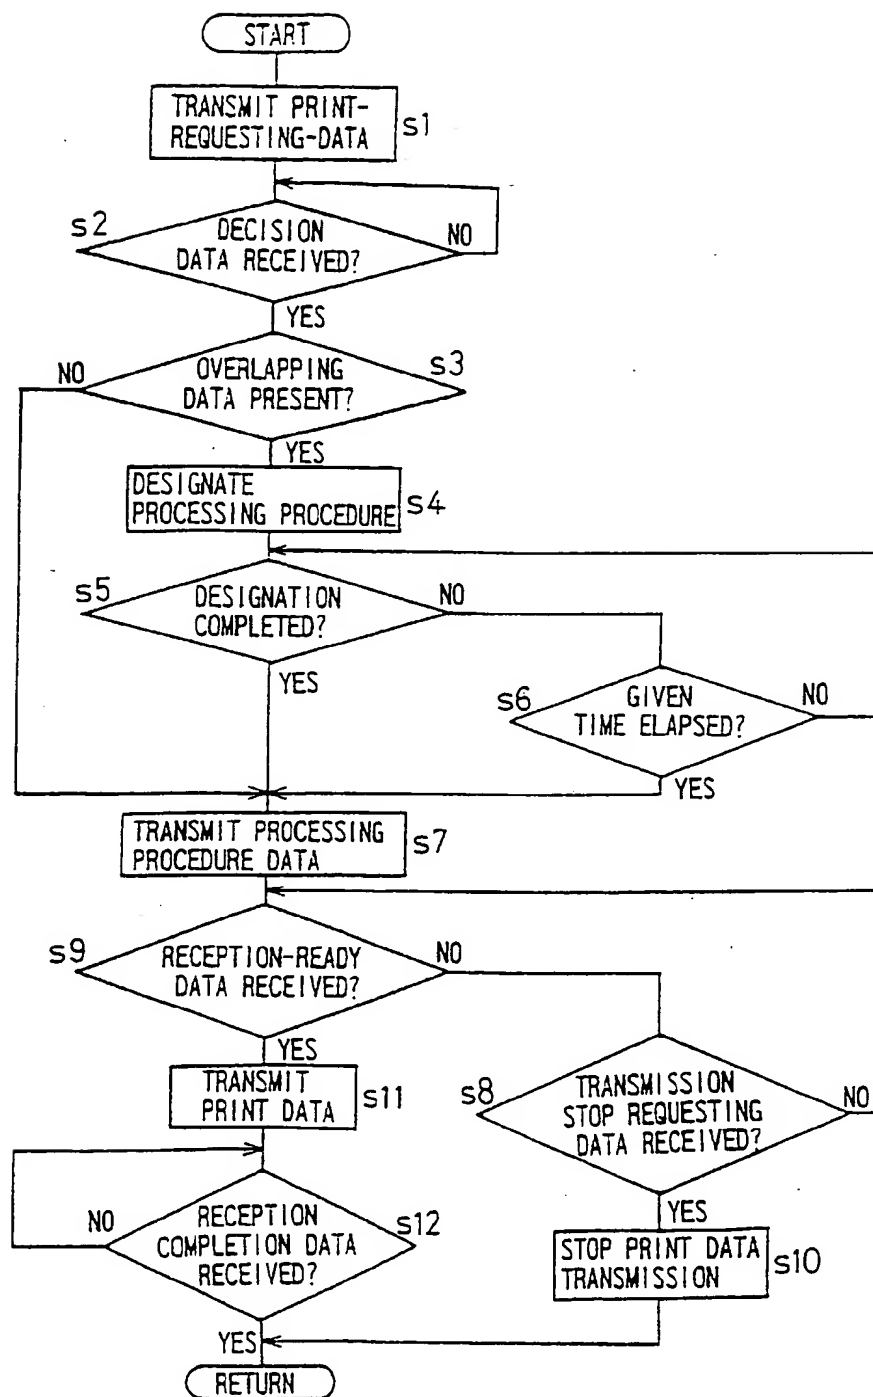 START
TRANSMIT PRINT-
REQUESTING-DATA
s1
s2
DECISION
DATA RECEIVED?
NO
YES
NO
OVERLAPPING
DATA PRESENT?
s3
YES
DESIGNATE
PROCESSING PROCEDURE
s4
s5
DESIGNATION
COMPLETED?
NO
YES
s6
GIVEN
TIME ELAPSED?
NO
YES
TRANSMIT PROCESSING
PROCEDURE DATA
s7
s9
RECEPTION-READY
DATA RECEIVED?
NO
YES
TRANSMIT
PRINT DATA
s11
s8
TRANSMISSION
STOP REQUESTING
DATA RECEIVED?
NO
YES
NO
RECEPTION
COMPLETION DATA
RECEIVED?
s12
STOP PRINT DATA
TRANSMISSION
s10
YES
RETURN